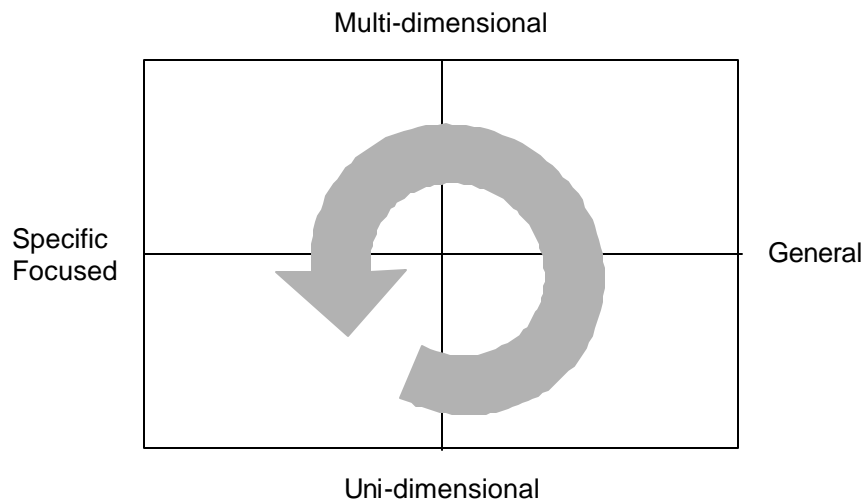 Multi-dimensional
Specific
Focused
General
Uni-dimensional